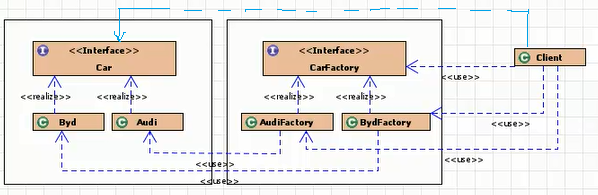 I
<<Interface>>
Car
I
<<Interface>>
CarFactory
C Client
<<use>>
<<realize>>
<<realize>>
<<realize>>
<<realize>>
C Byd
C Audi
C AudiFactory
C BydFactory
<<use>>
<<use>>
<<use>>
<<use>>